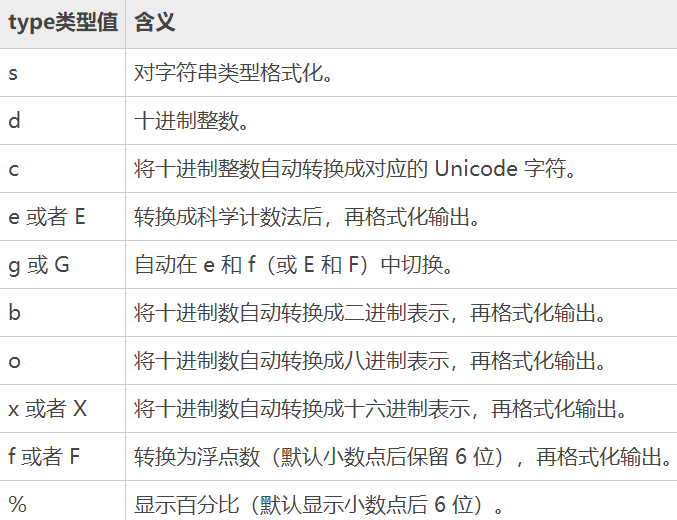 type类型值 含义
s 对字符串类型格式化。
d 十进制整数。
c 将十进制整数自动转换成对应的 Unicode 字符。
e 或者 E 转换成科学计数法后，再格式化输出。
g 或 G 自动在 e 和 f（或 E 和 F）中切换。
b 将十进制数自动转换成二进制表示，再格式化输出。
o 将十进制数自动转换成八进制表示，再格式化输出。
x 或者 X 将十进制数自动转换成十六进制表示，再格式化输出。
f 或者 F 转换为浮点数（默认小数点后保留 6 位），再格式化输出。
% 显示百分比（默认显示小数点后 6 位）。